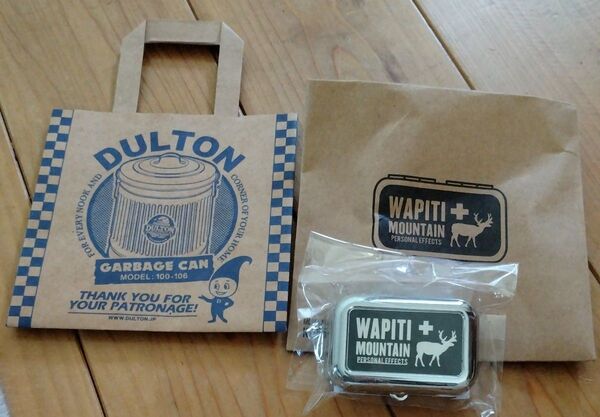 DULTON
FOR EVERY NOOK AND
CORNER OF YOUR HOME
DULTON
GARBAGE CAN
MODEL: 100-106
THANK YOU FOR
YOUR PATRONAGE!
WWW.DULTON.JP
WAPITI +
MOUNTAIN
PERSONAL EFFECTS
WAPITI +
MOUNTAIN
PERSONAL EFFECTS